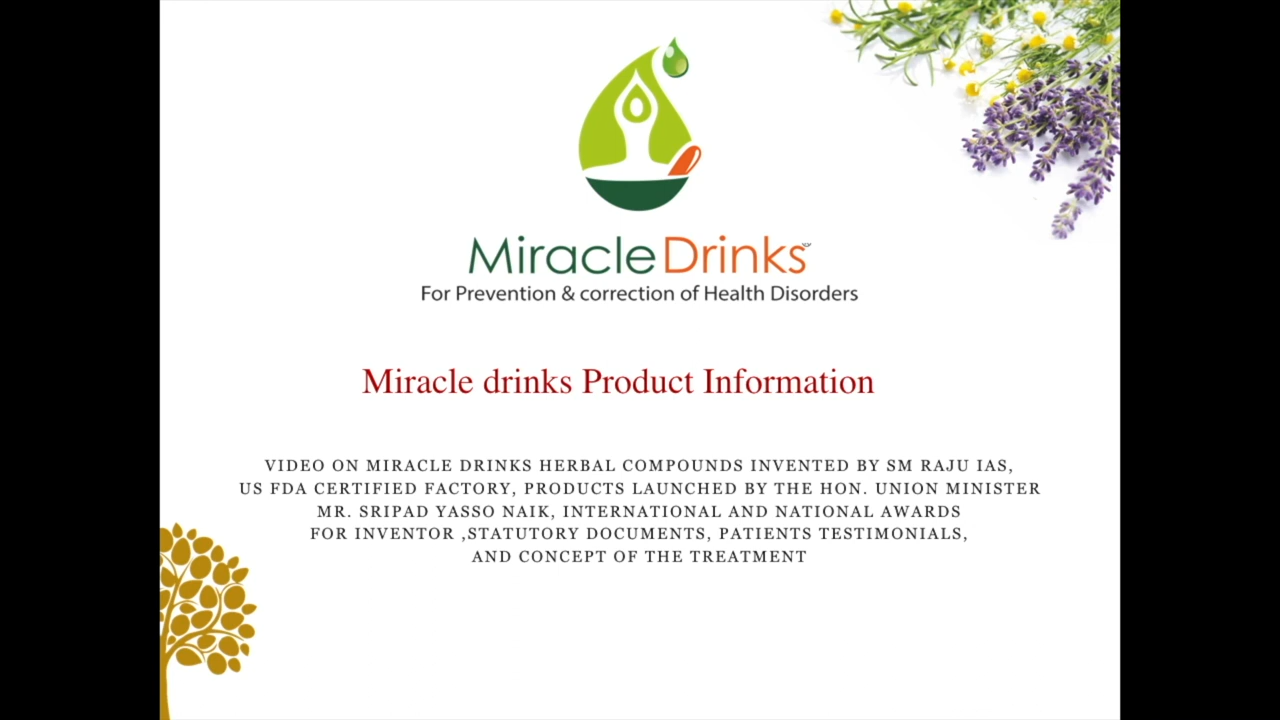 Miracle Drinks
For Prevention & correction of Health Disorders
Miracle drinks Product Information
VIDEO ON MIRACLE DRINKS HERBAL COMPOUNDS INVENTED BY SM RAJU IAS,
US FDA CERTIFIED FACTORY, PRODUCTS LAUNCHED BY THE HON. UNION MINISTER
MR. SRIPAD YASSO NAIK, INTERNATIONAL AND NATIONAL AWARDS
FOR INVENTOR ,STATUTORY DOCUMENTS, PATIENTS TESTIMONIALS,
AND CONCEPT OF THE TREATMENT